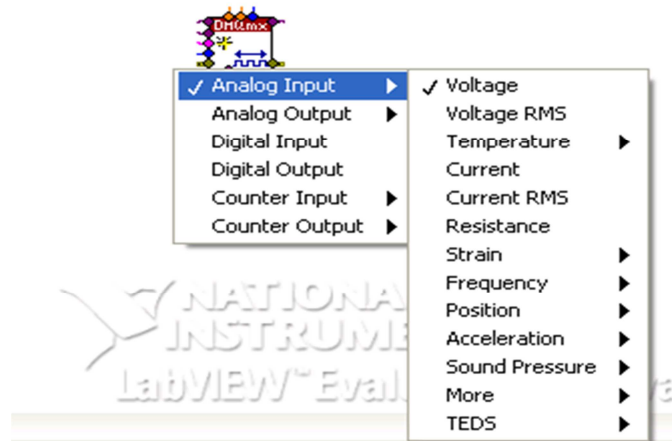 DAQmx
Analog Input
Analog Output
Digital Input
Digital Output
Counter Input
Counter Output
Voltage
Voltage RMS
Temperature
Current
Current RMS
Resistance
Strain
Frequency
Position
Acceleration
Sound Pressure
More
TEDS
NATIONA
INSTRUME
LabVIEW™ Eval